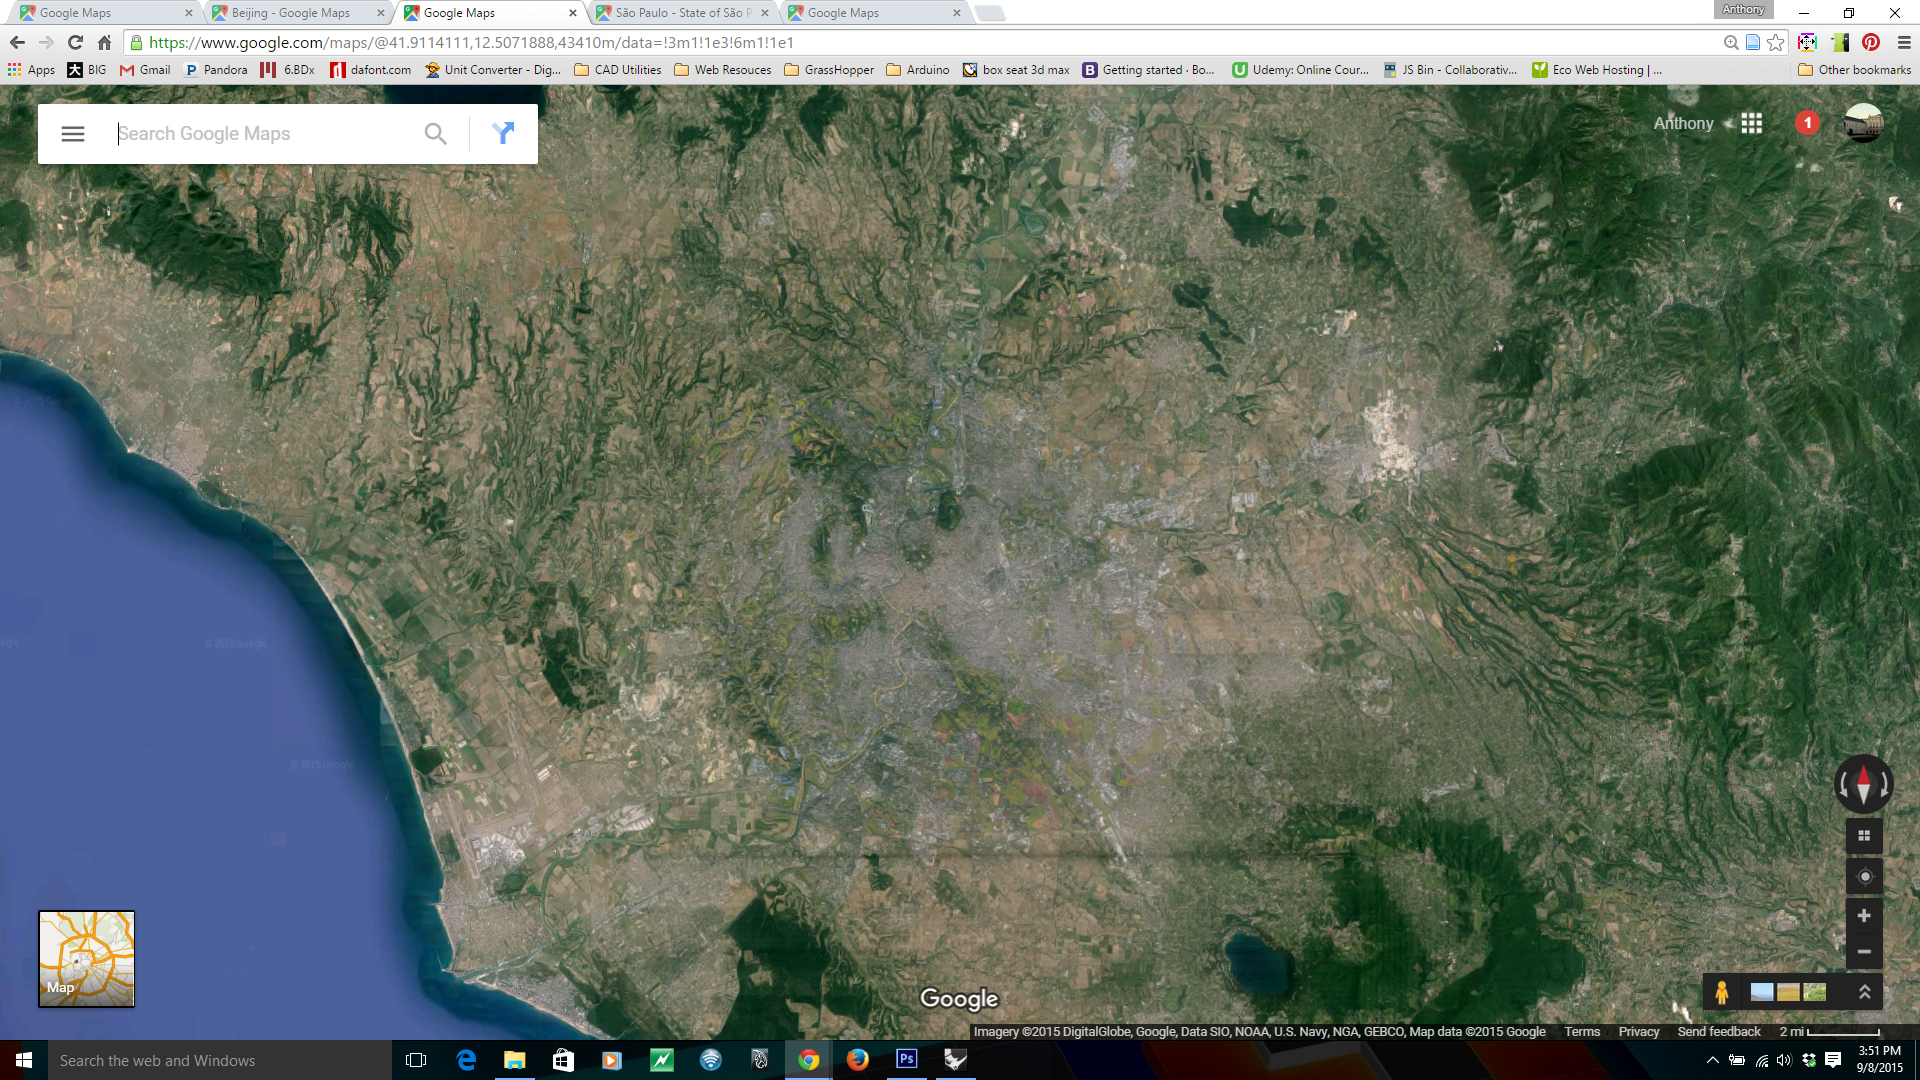 Google Maps
Beijing - Google Maps
Google Maps
São Paulo - State of São P
Google Maps
Anthony
https://www.google.com/maps/@41.9114111,12.5071888,43410m/data=!3m1!1e3!6m1!1e1
Apps
BIG
Gmail
Pandora
6.BDx
dafont.com
Unit Converter - Dig...
CAD Utilities
Web Resouces
GrassHopper
Arduino
box seat 3d max
Getting started · Bo...
Udemy: Online Cour...
JS Bin - Collaborativ...
Eco Web Hosting | ...
Other bookmarks
Search Google Maps
Anthony
1
© 2015 Google
© 2015 Google
Map
Google
Imagery ©2015 DigitalGlobe, Google, Data SIO, NOAA, U.S. Navy, NGA, GEBCO, Map data ©2015 Google
Terms
Privacy
Send feedback
2 mi
Search the web and Windows
Ps
3:51 PM
9/8/2015